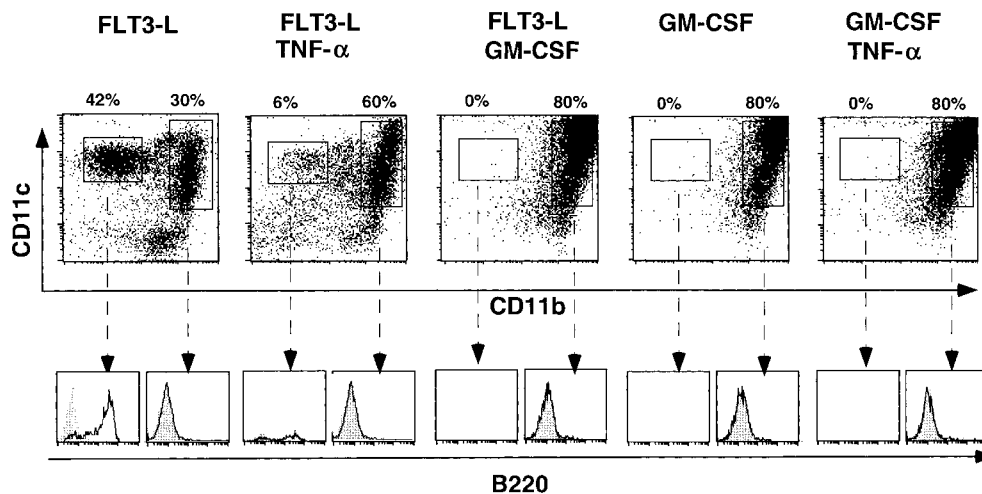 FLT3-L
FLT3-L
TNF-α
FLT3-L
GM-CSF
GM-CSF
GM-CSF
TNF-α
42% 30% 6% 60% 0% 80% 0% 80% 0% 80%
CD11c
CD11b
B220